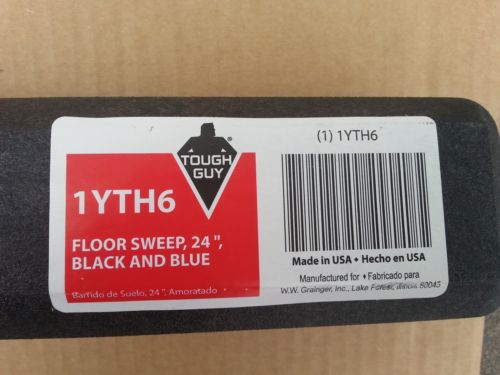 TOUGH
GUY
®
1YTH6
FLOOR SWEEP, 24 ",
BLACK AND BLUE
Barrido de Suelo, 24 ", Amoratado
(1) 1YTH6
Made in USA • Hecho en USA
Manufactured for ♦ Fabricado para
W.W. Grainger, Inc., Lake Forest, Illinois 60045